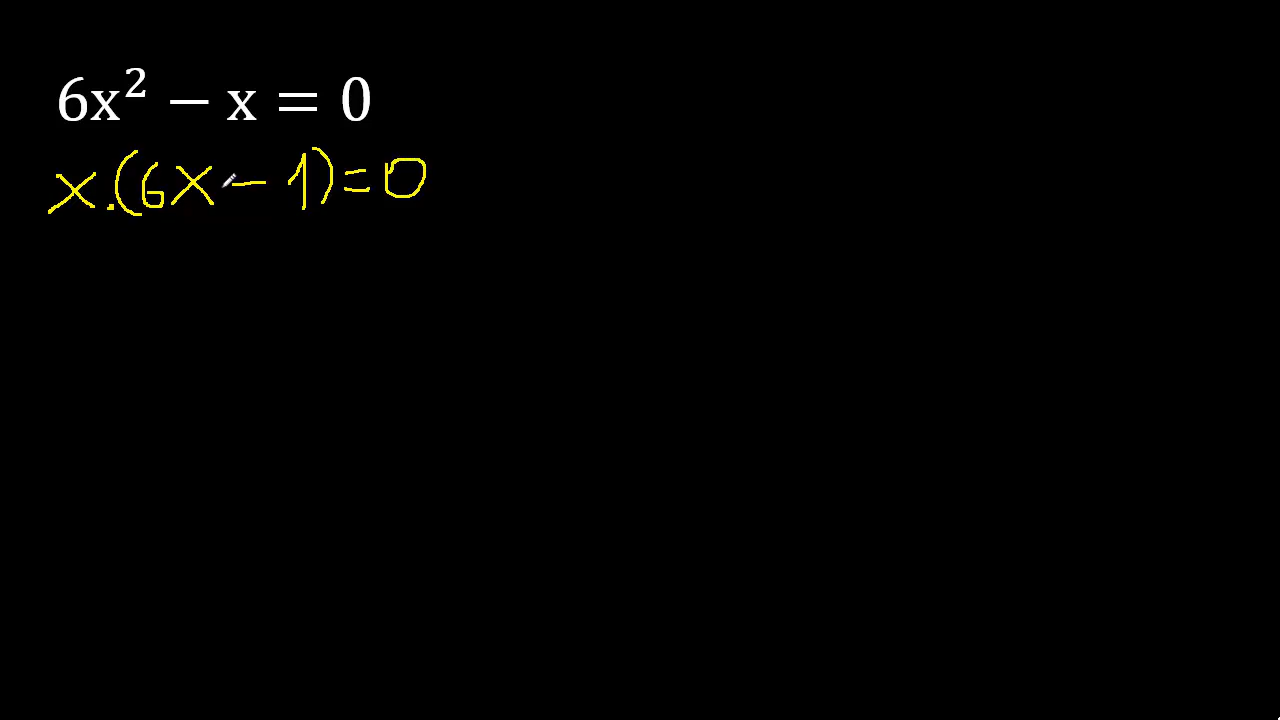 6x² − x = 0
x.(6x − 1) = 0